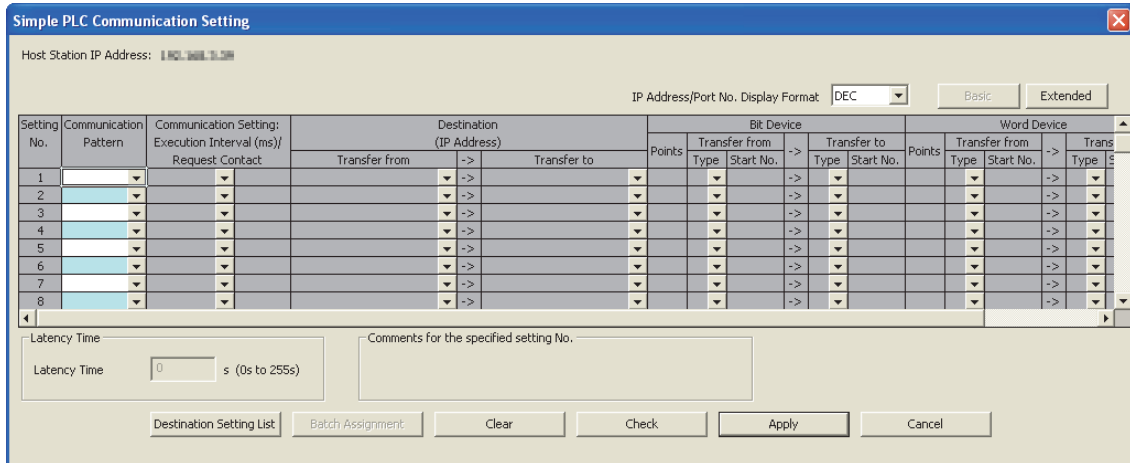 Simple PLC Communication Setting
Host Station IP Address:
IP Address/Port No. Display Format DEC Basic Extended
Setting Communication Communication Setting: Destination Bit Device Word Device
No. Pattern Execution Interval (ms)/ (IP Address) Points Transfer from -> Transfer to Points Transfer from -> Trans
Request Contact Transfer from -> Transfer to Type Start No. Type Start No. Type Start No. Type S
1 -> -> ->
2 -> -> ->
3 -> -> ->
4 -> -> ->
5 -> -> ->
6 -> -> ->
7 -> -> ->
8 -> -> ->
Latency Time Comments for the specified setting No.
Latency Time 0 s (0s to 255s)
Destination Setting List Batch Assignment Clear Check Apply Cancel